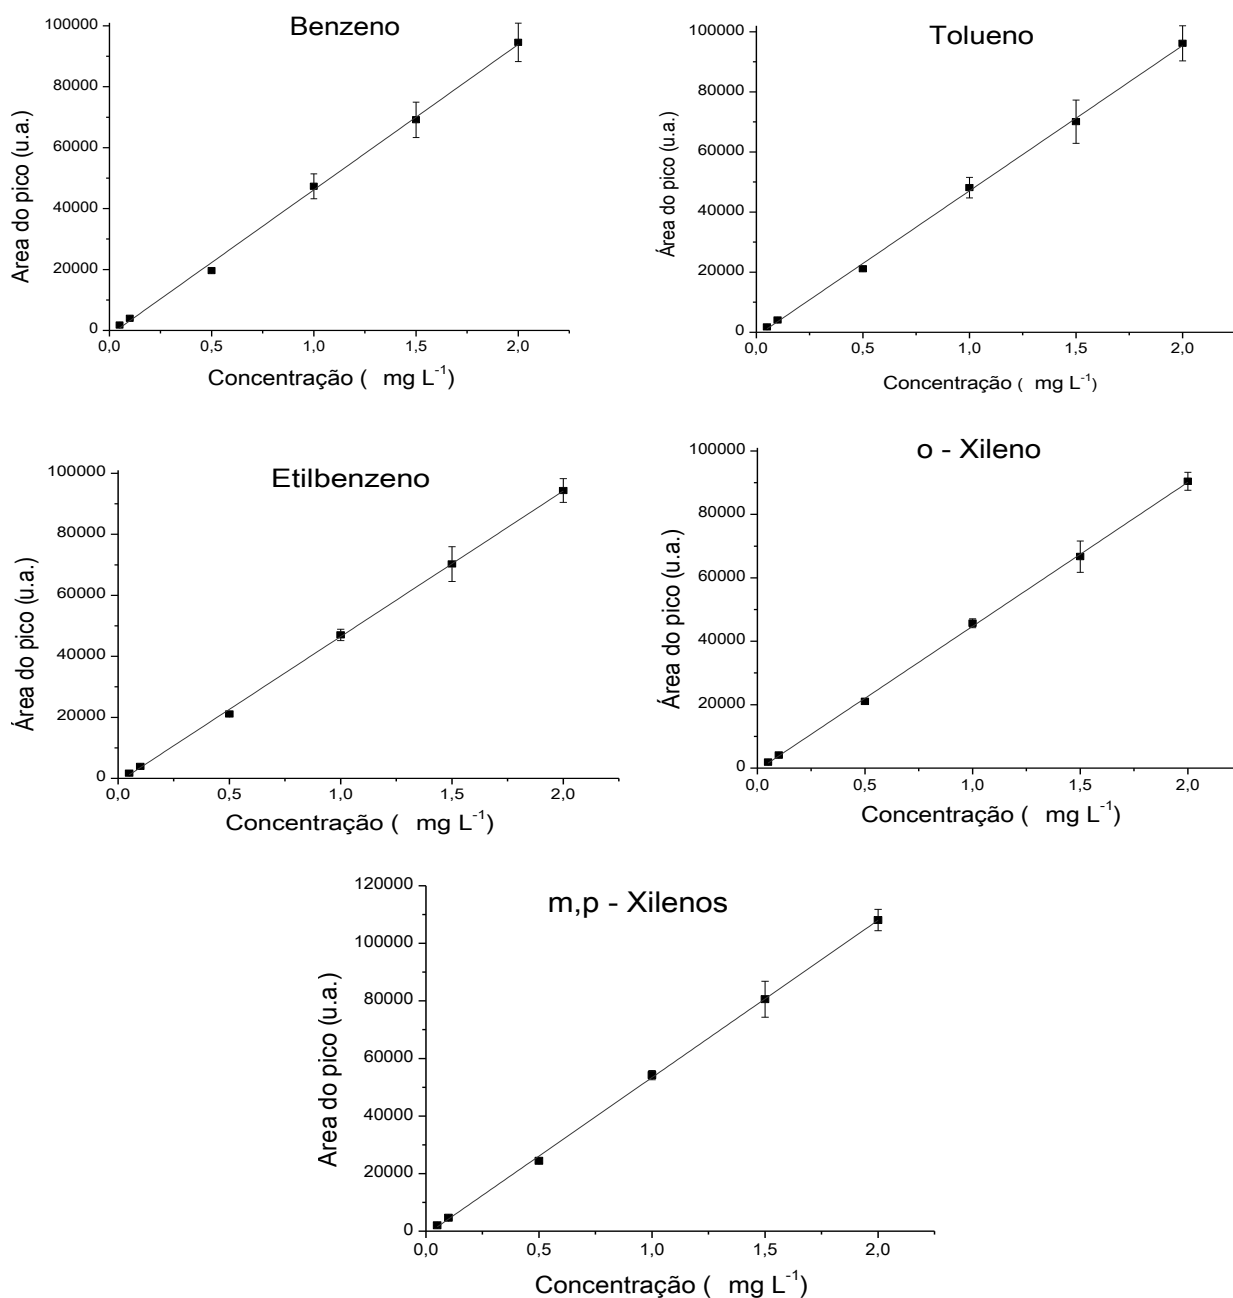 Benzeno
Area do pico (u.a.)
100000
80000
60000
40000
20000
0
0,0 0,5 1,0 1,5 2,0
Concentração ( mg L⁻¹)
Tolueno
Área do pico (u.a.)
100000
80000
60000
40000
20000
0
0,0 0,5 1,0 1,5 2,0
Concentração ( mg L⁻¹)
Etilbenzeno
Área do pico (u.a.)
100000
80000
60000
40000
20000
0
0,0 0,5 1,0 1,5 2,0
Concentração ( mg L⁻¹)
o - Xileno
Área do pico (u.a.)
100000
80000
60000
40000
20000
0
0,0 0,5 1,0 1,5 2,0
Concentração ( mg L⁻¹)
m,p - Xilenos
Area do pico (u.a.)
120000
100000
80000
60000
40000
20000
0
0,0 0,5 1,0 1,5 2,0
Concentração ( mg L⁻¹)